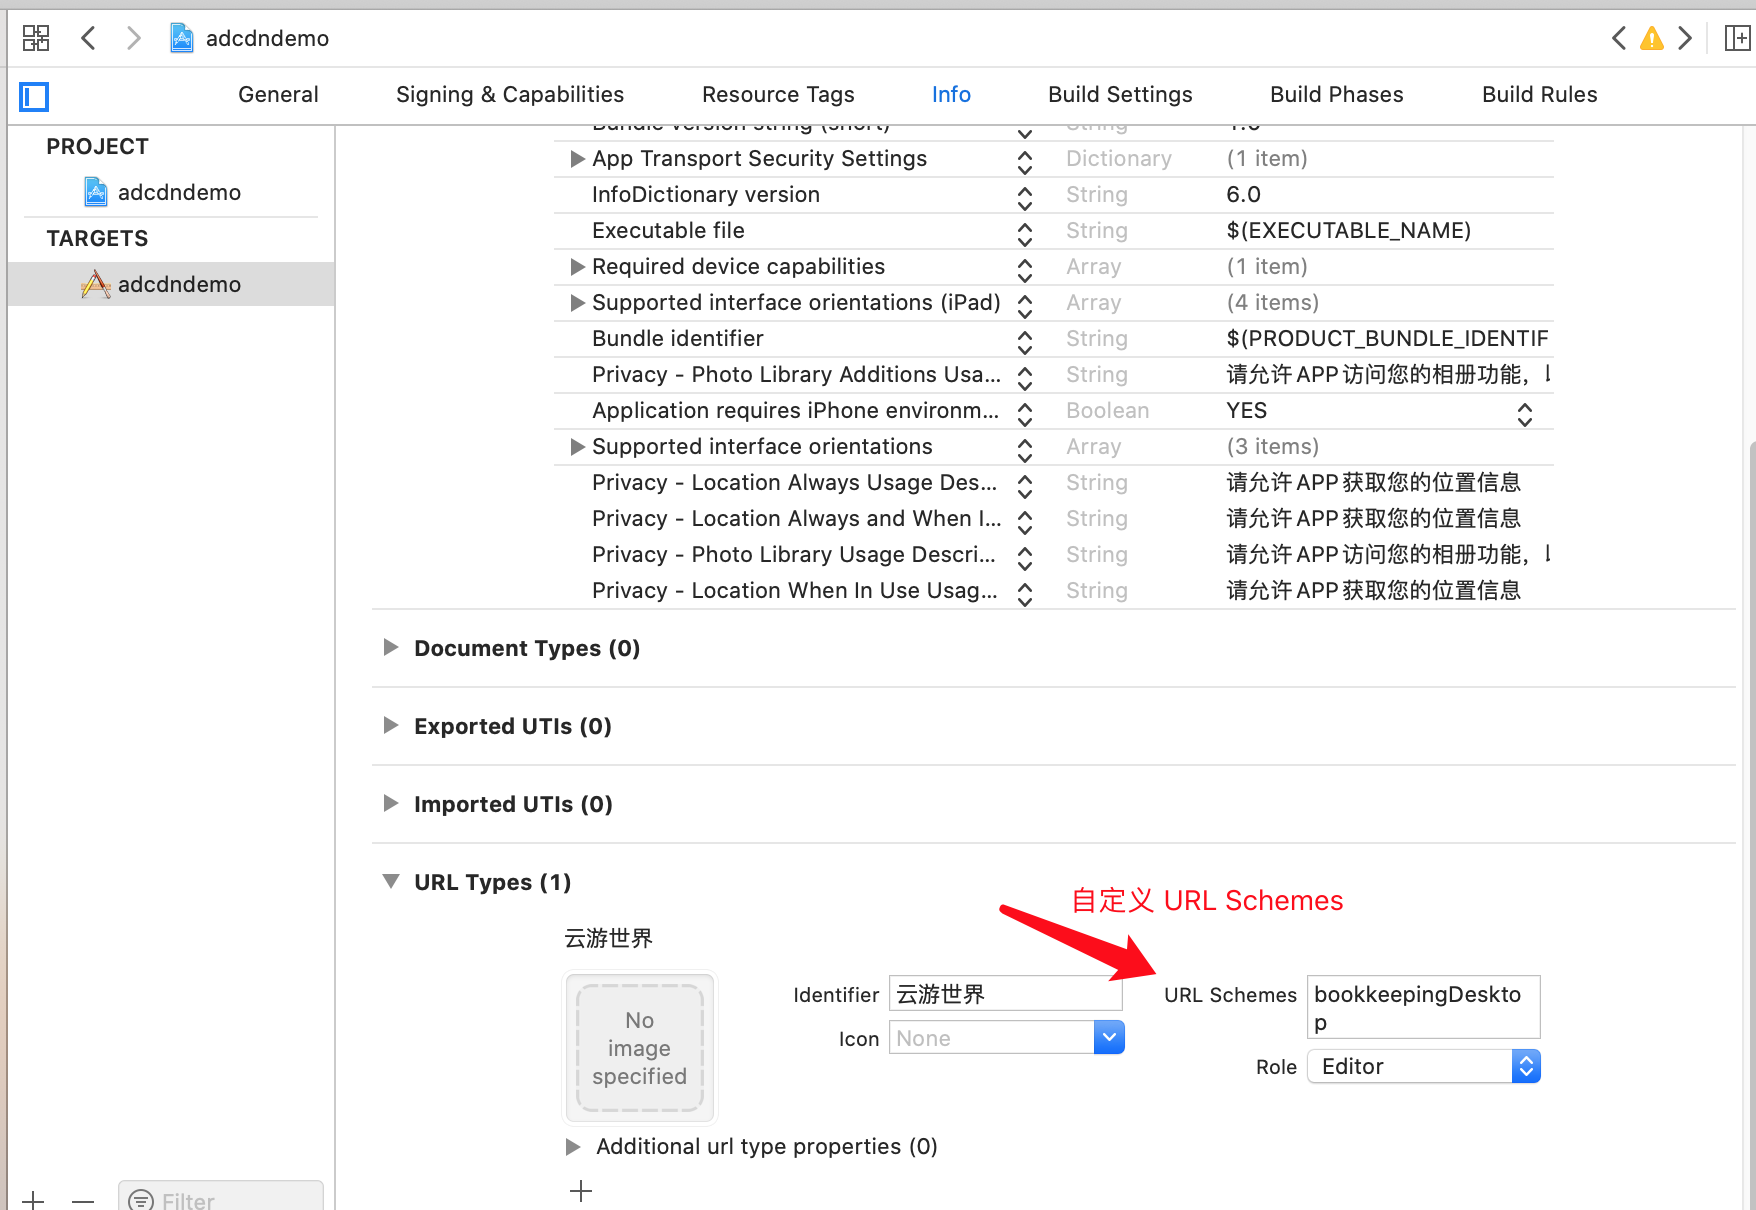 adcdndemo
General Signing & Capabilities Resource Tags Info Build Settings Build Phases Build Rules
PROJECT
adcdndemo
TARGETS
adcdndemo
Bundle version string (short) String 1.0
App Transport Security Settings Dictionary (1 item)
InfoDictionary version String 6.0
Executable file String $(EXECUTABLE_NAME)
Required device capabilities Array (1 item)
Supported interface orientations (iPad) Array (4 items)
Bundle identifier String $(PRODUCT_BUNDLE_IDENTIF
Privacy - Photo Library Additions Usa... String 请允许APP访问您的相册功能，
Application requires iPhone environm... Boolean YES
Supported interface orientations Array (3 items)
Privacy - Location Always Usage Des... String 请允许APP获取您的位置信息
Privacy - Location Always and When I... String 请允许APP获取您的位置信息
Privacy - Photo Library Usage Descri... String 请允许APP访问您的相册功能，
Privacy - Location When In Use Usag... String 请允许APP获取您的位置信息
Document Types (0)
Exported UTIs (0)
Imported UTIs (0)
URL Types (1)
自定义 URL Schemes
云游世界
No
image
specified
Identifier 云游世界
Icon None
URL Schemes bookkeepingDeskto
p
Role Editor
Additional url type properties (0)
Filter